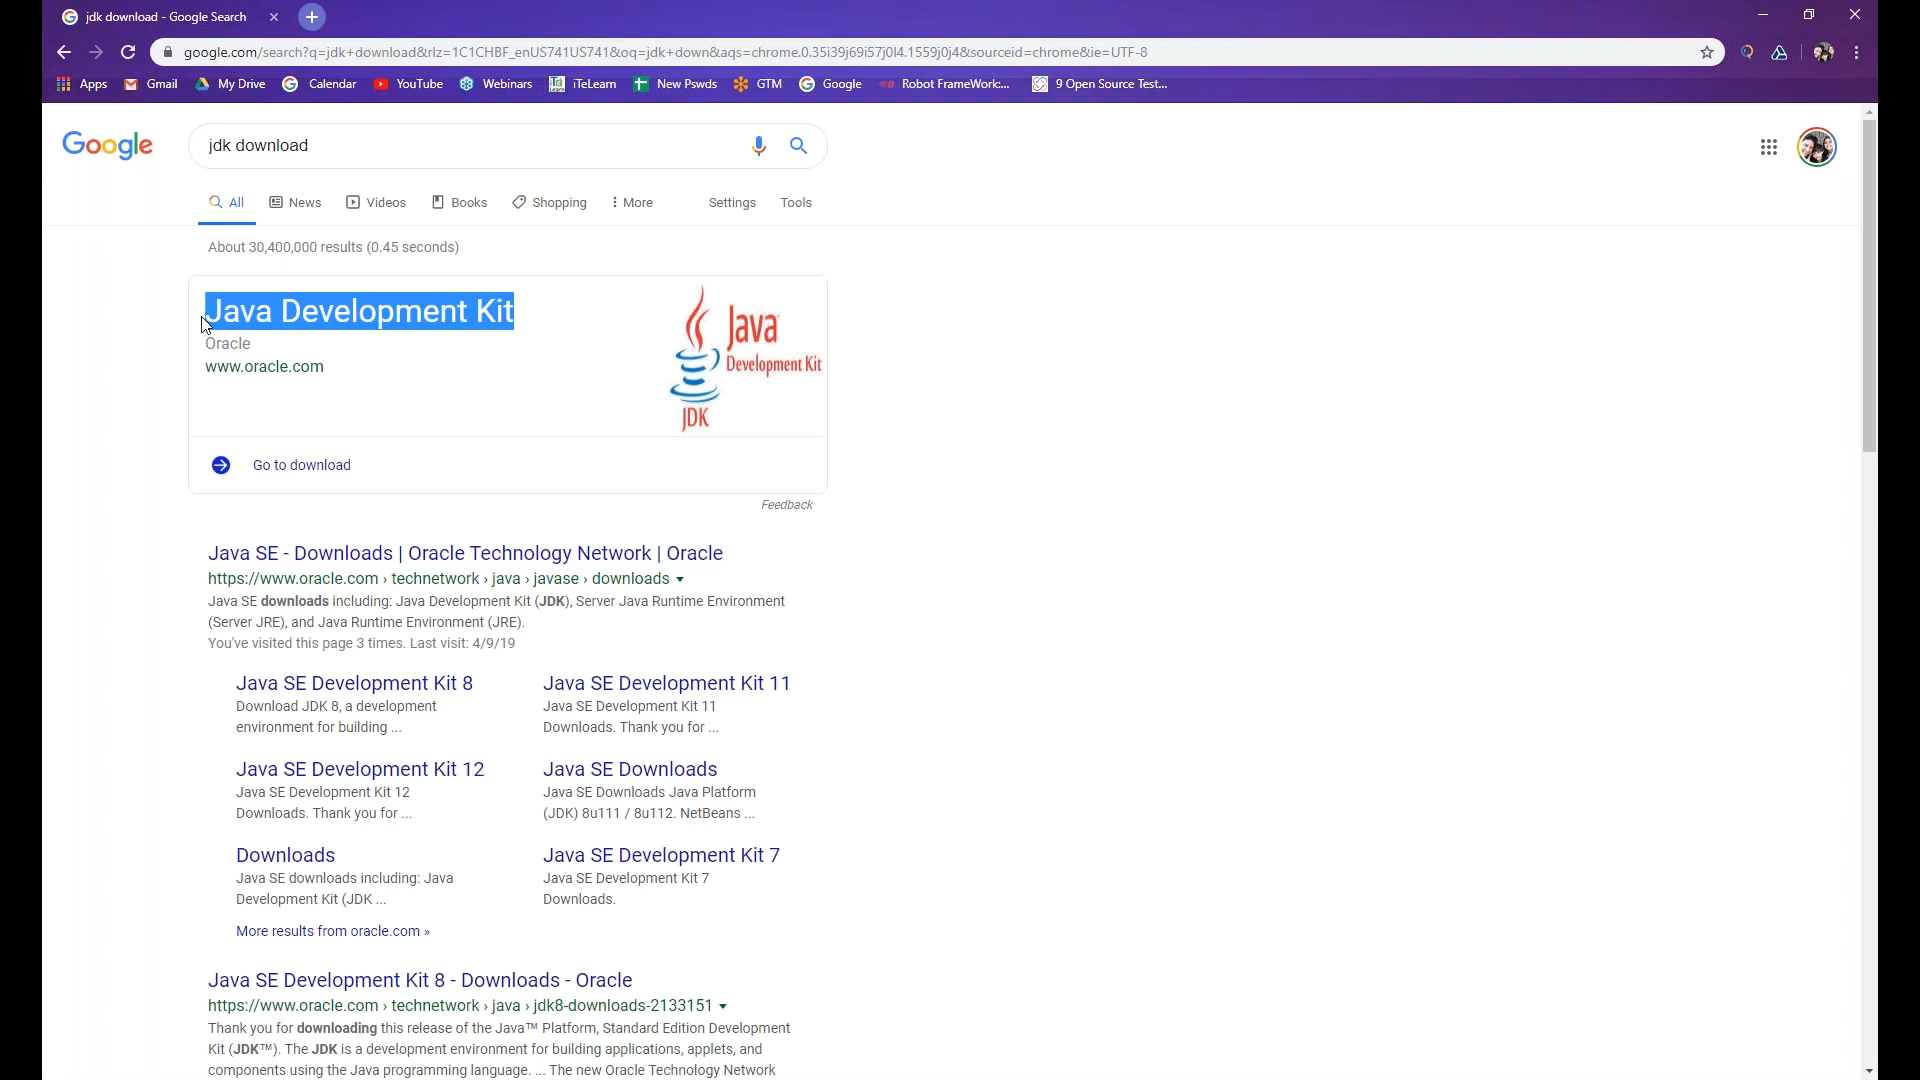 jdk download - Google Search
google.com/search?q=jdk+download&rlz=1C1CHBF_enUS741US741&oq=jdk+down&aqs=chrome.0.35i39j69i57j0l4.1559j0j4&sourceid=chrome&ie=UTF-8
Apps Gmail My Drive Calendar YouTube Webinars iTeLearn New Pswds GTM Google Robot FrameWork:... 9 Open Source Test...
Google jdk download
All News Videos Books Shopping More Settings Tools
About 30,400,000 results (0.45 seconds)
Java Development Kit
Oracle
www.oracle.com
Java
Development Kit
JDK
Go to download
Feedback
Java SE - Downloads | Oracle Technology Network | Oracle
https://www.oracle.com › technetwork › java › javase › downloads
Java SE downloads including: Java Development Kit (JDK), Server Java Runtime Environment
(Server JRE), and Java Runtime Environment (JRE).
You've visited this page 3 times. Last visit: 4/9/19
Java SE Development Kit 8
Download JDK 8, a development
environment for building ...
Java SE Development Kit 11
Java SE Development Kit 11
Downloads. Thank you for ...
Java SE Development Kit 12
Java SE Development Kit 12
Downloads. Thank you for ...
Java SE Downloads
Java SE Downloads Java Platform
(JDK) 8u111 / 8u112. NetBeans ...
Downloads
Java SE downloads including: Java
Development Kit (JDK ...
Java SE Development Kit 7
Java SE Development Kit 7
Downloads.
More results from oracle.com »
Java SE Development Kit 8 - Downloads - Oracle
https://www.oracle.com › technetwork › java › jdk8-downloads-2133151
Thank you for downloading this release of the Java™ Platform, Standard Edition Development
Kit (JDK™). The JDK is a development environment for building applications, applets, and
components using the Java programming language. ... The new Oracle Technology Network